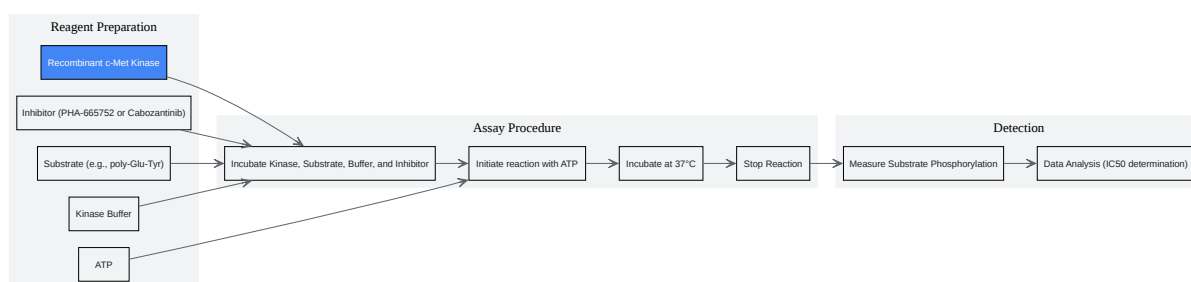 Reagent Preparation
Recombinant c-Met Kinase
Inhibitor (PHA-665752 or Cabozantinib)
Substrate (e.g., poly-Glu-Tyr)
Kinase Buffer
ATP
Assay Procedure
Incubate Kinase, Substrate, Buffer, and Inhibitor
Initiate reaction with ATP
Incubate at 37°C
Stop Reaction
Detection
Measure Substrate Phosphorylation
Data Analysis (IC50 determination)